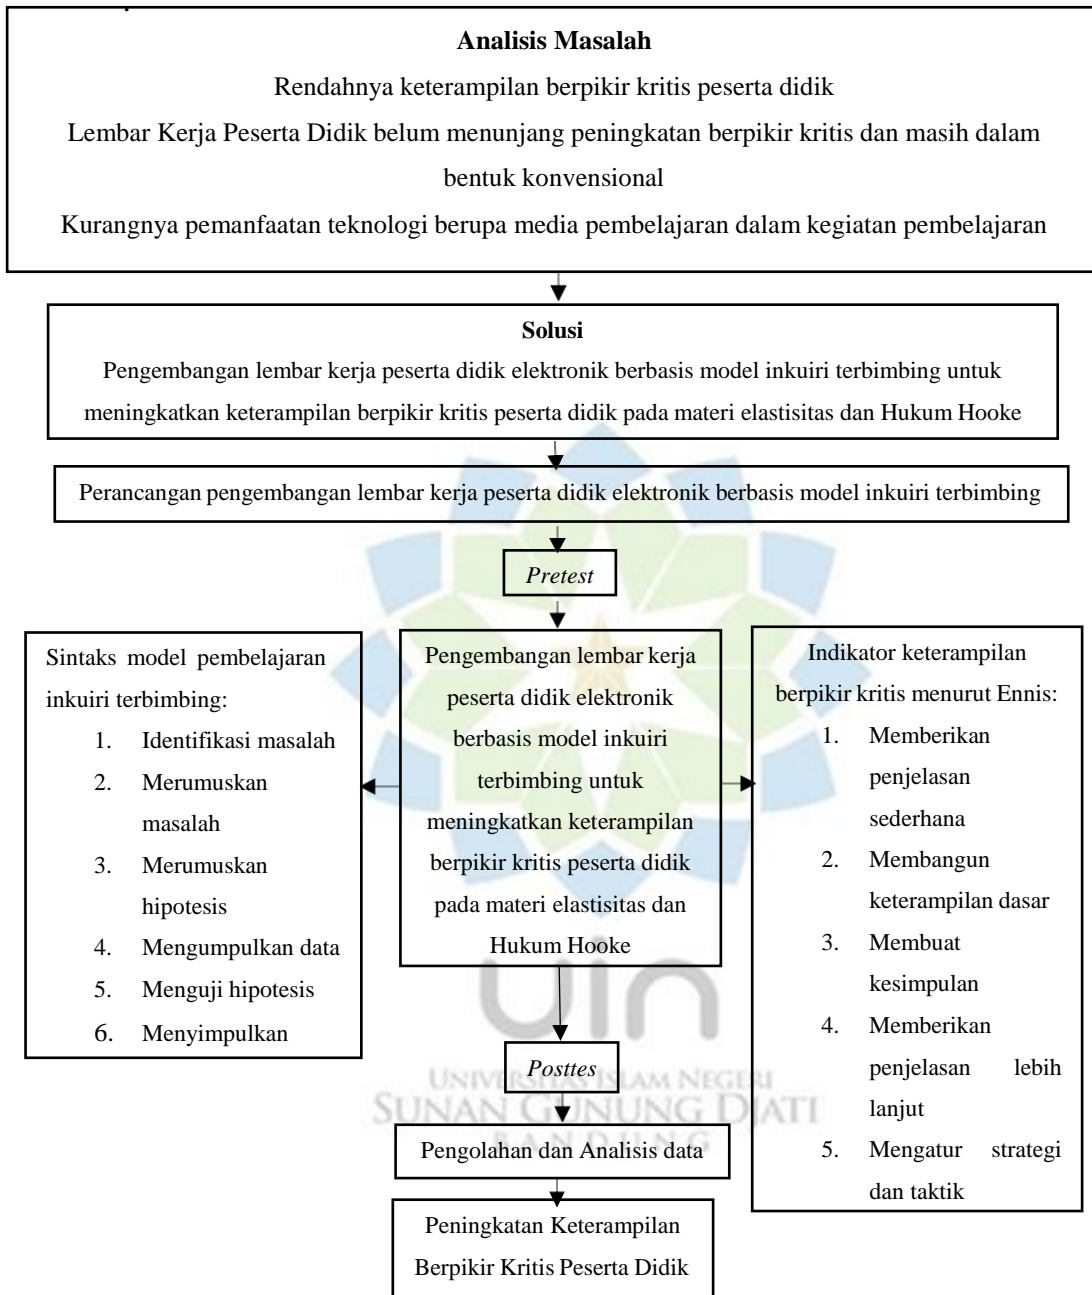 Analisis Masalah
Rendahnya keterampilan berpikir kritis peserta didik
Lembar Kerja Peserta Didik belum menunjang peningkatan berpikir kritis dan masih dalam
bentuk konvensional
Kurangnya pemanfaatan teknologi berupa media pembelajaran dalam kegiatan pembelajaran
Solusi
Pengembangan lembar kerja peserta didik elektronik berbasis model inkuiri terbimbing untuk
meningkatkan keterampilan berpikir kritis peserta didik pada materi elastisitas dan Hukum Hooke
Perancangan pengembangan lembar kerja peserta didik elektronik berbasis model inkuiri terbimbing
Pretest
Sintaks model pembelajaran
inkuiri terbimbing:
1. Identifikasi masalah
2. Merumuskan
masalah
3. Merumuskan
hipotesis
4. Mengumpulkan data
5. Menguji hipotesis
6. Menyimpulkan
Pengembangan lembar kerja
peserta didik elektronik
berbasis model inkuiri
terbimbing untuk
meningkatkan keterampilan
berpikir kritis peserta didik
pada materi elastisitas dan
Hukum Hooke
Indikator keterampilan
berpikir kritis menurut Ennis:
1. Memberikan
penjelasan
sederhana
2. Membangun
keterampilan dasar
3. Membuat
kesimpulan
4. Memberikan
penjelasan lebih
lanjut
5. Mengatur strategi
dan taktik
uin
Posttes
UNIVERSITAS ISLAM NEGERI
SUNAN GUNUNG DJATI
BANDUNG
Pengolahan dan Analisis data
Peningkatan Keterampilan
Berpikir Kritis Peserta Didik